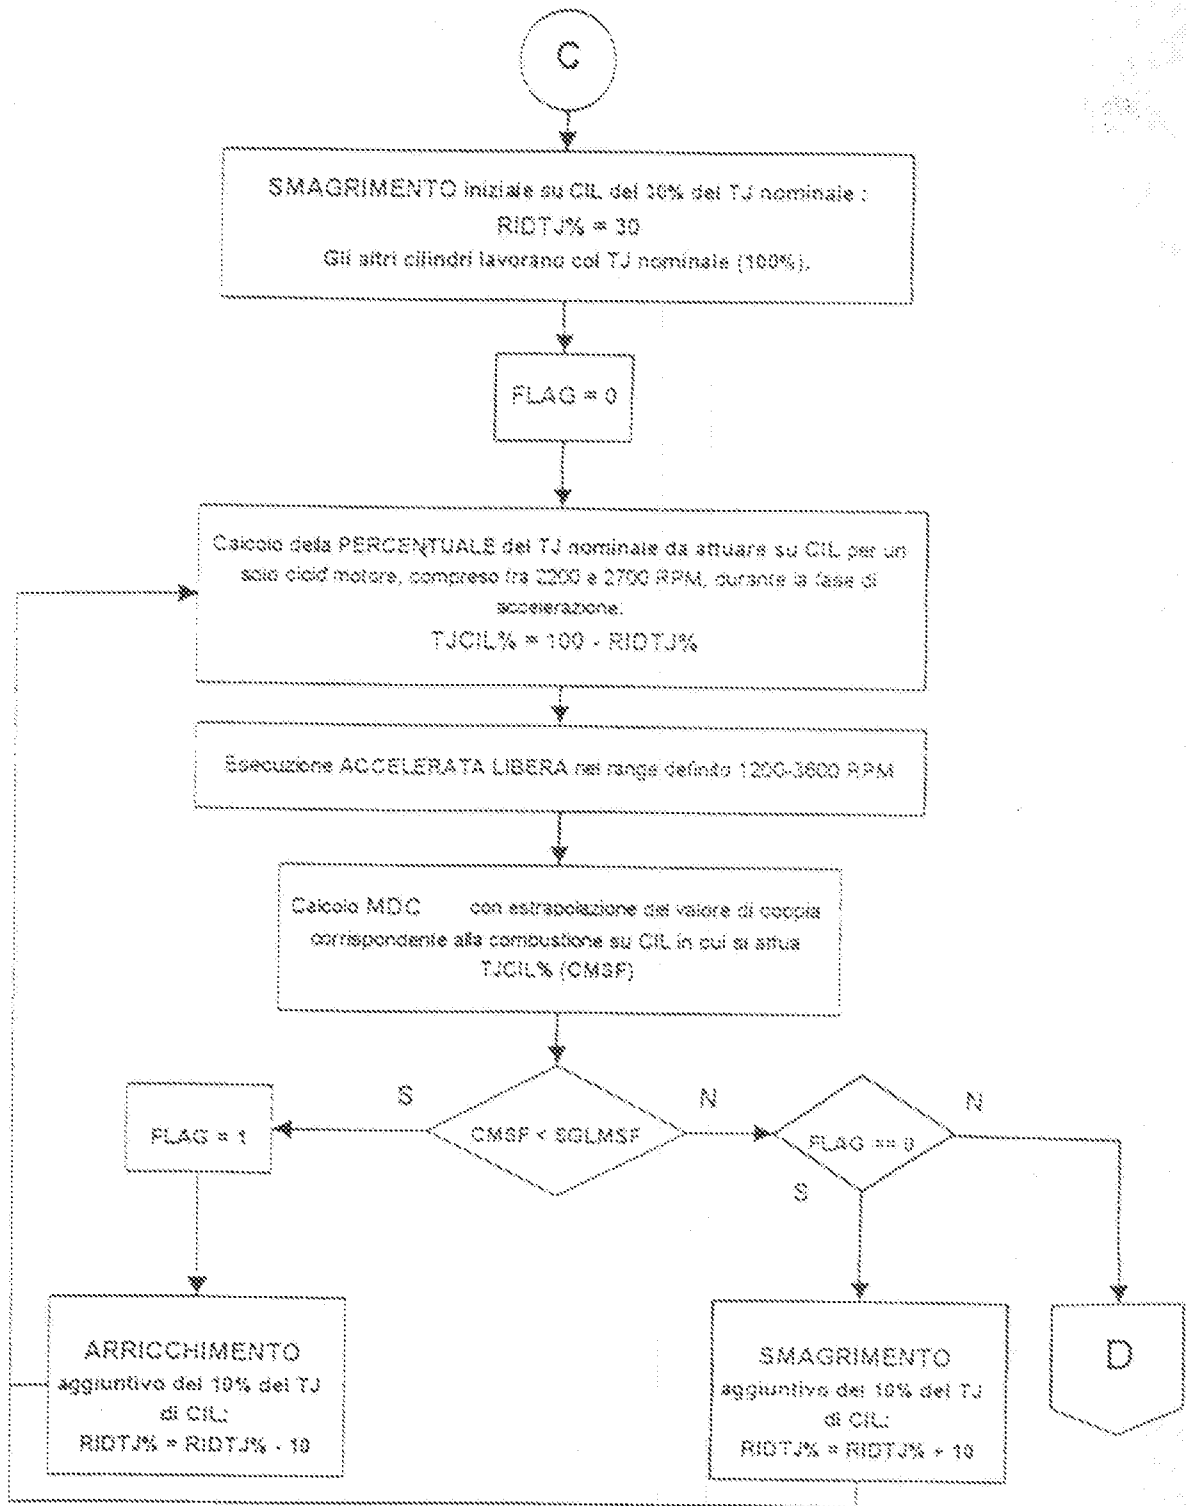 C
SMAGRIMENTO iniziale su CIL del 30% del TJ nominale :
RIDTJ% = 30
Gli altri cilindri lavorano col TJ nominale (100%).
FLAG = 0
Calcolo della PERCENTUALE del TJ nominale da attuare su CIL per un
solo ciclo motore, compreso tra 2200 e 2700 RPM, durante la fase di
accelerazione:
TJCIL% = 100 - RIDTJ%
Esecuzione ACCELERATA LIBERA nel range definito 1200-3600 RPM
Calcolo MDC con estrapolazione del valore di coppia
corrispondente alla combustione su CIL in cui si attua
TJCIL% (CMSF)
S
CMSF < SGLMSF
N
FLAG = 1
FLAG == 0
N
S
ARRICCHIMENTO
aggiuntivo del 10% del TJ
di CIL:
RIDTJ% = RIDTJ% - 10
SMAGRIMENTO
aggiuntivo del 10% del TJ
di CIL:
RIDTJ% = RIDTJ% + 10
D